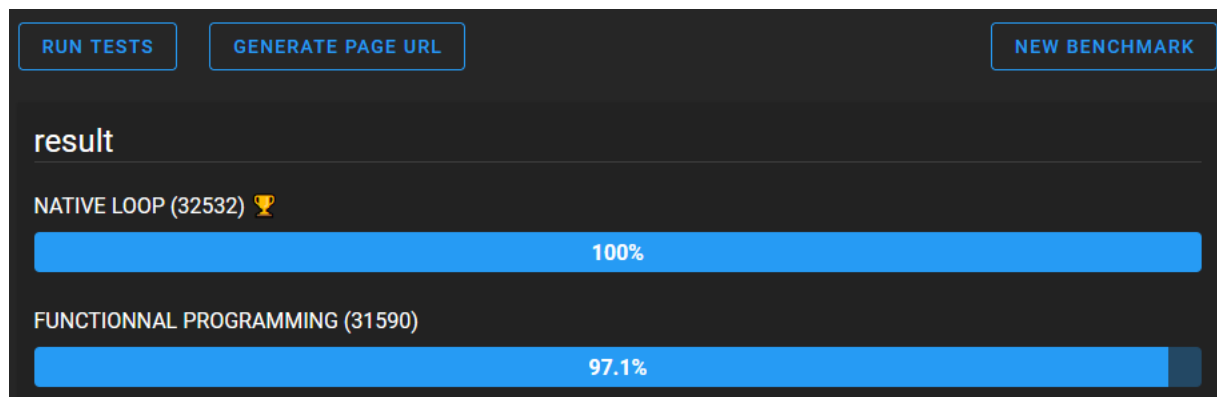 RUN TESTS GENERATE PAGE URL NEW BENCHMARK
result
NATIVE LOOP (32532) 🏆
100%
FUNCTIONNAL PROGRAMMING (31590)
97.1%